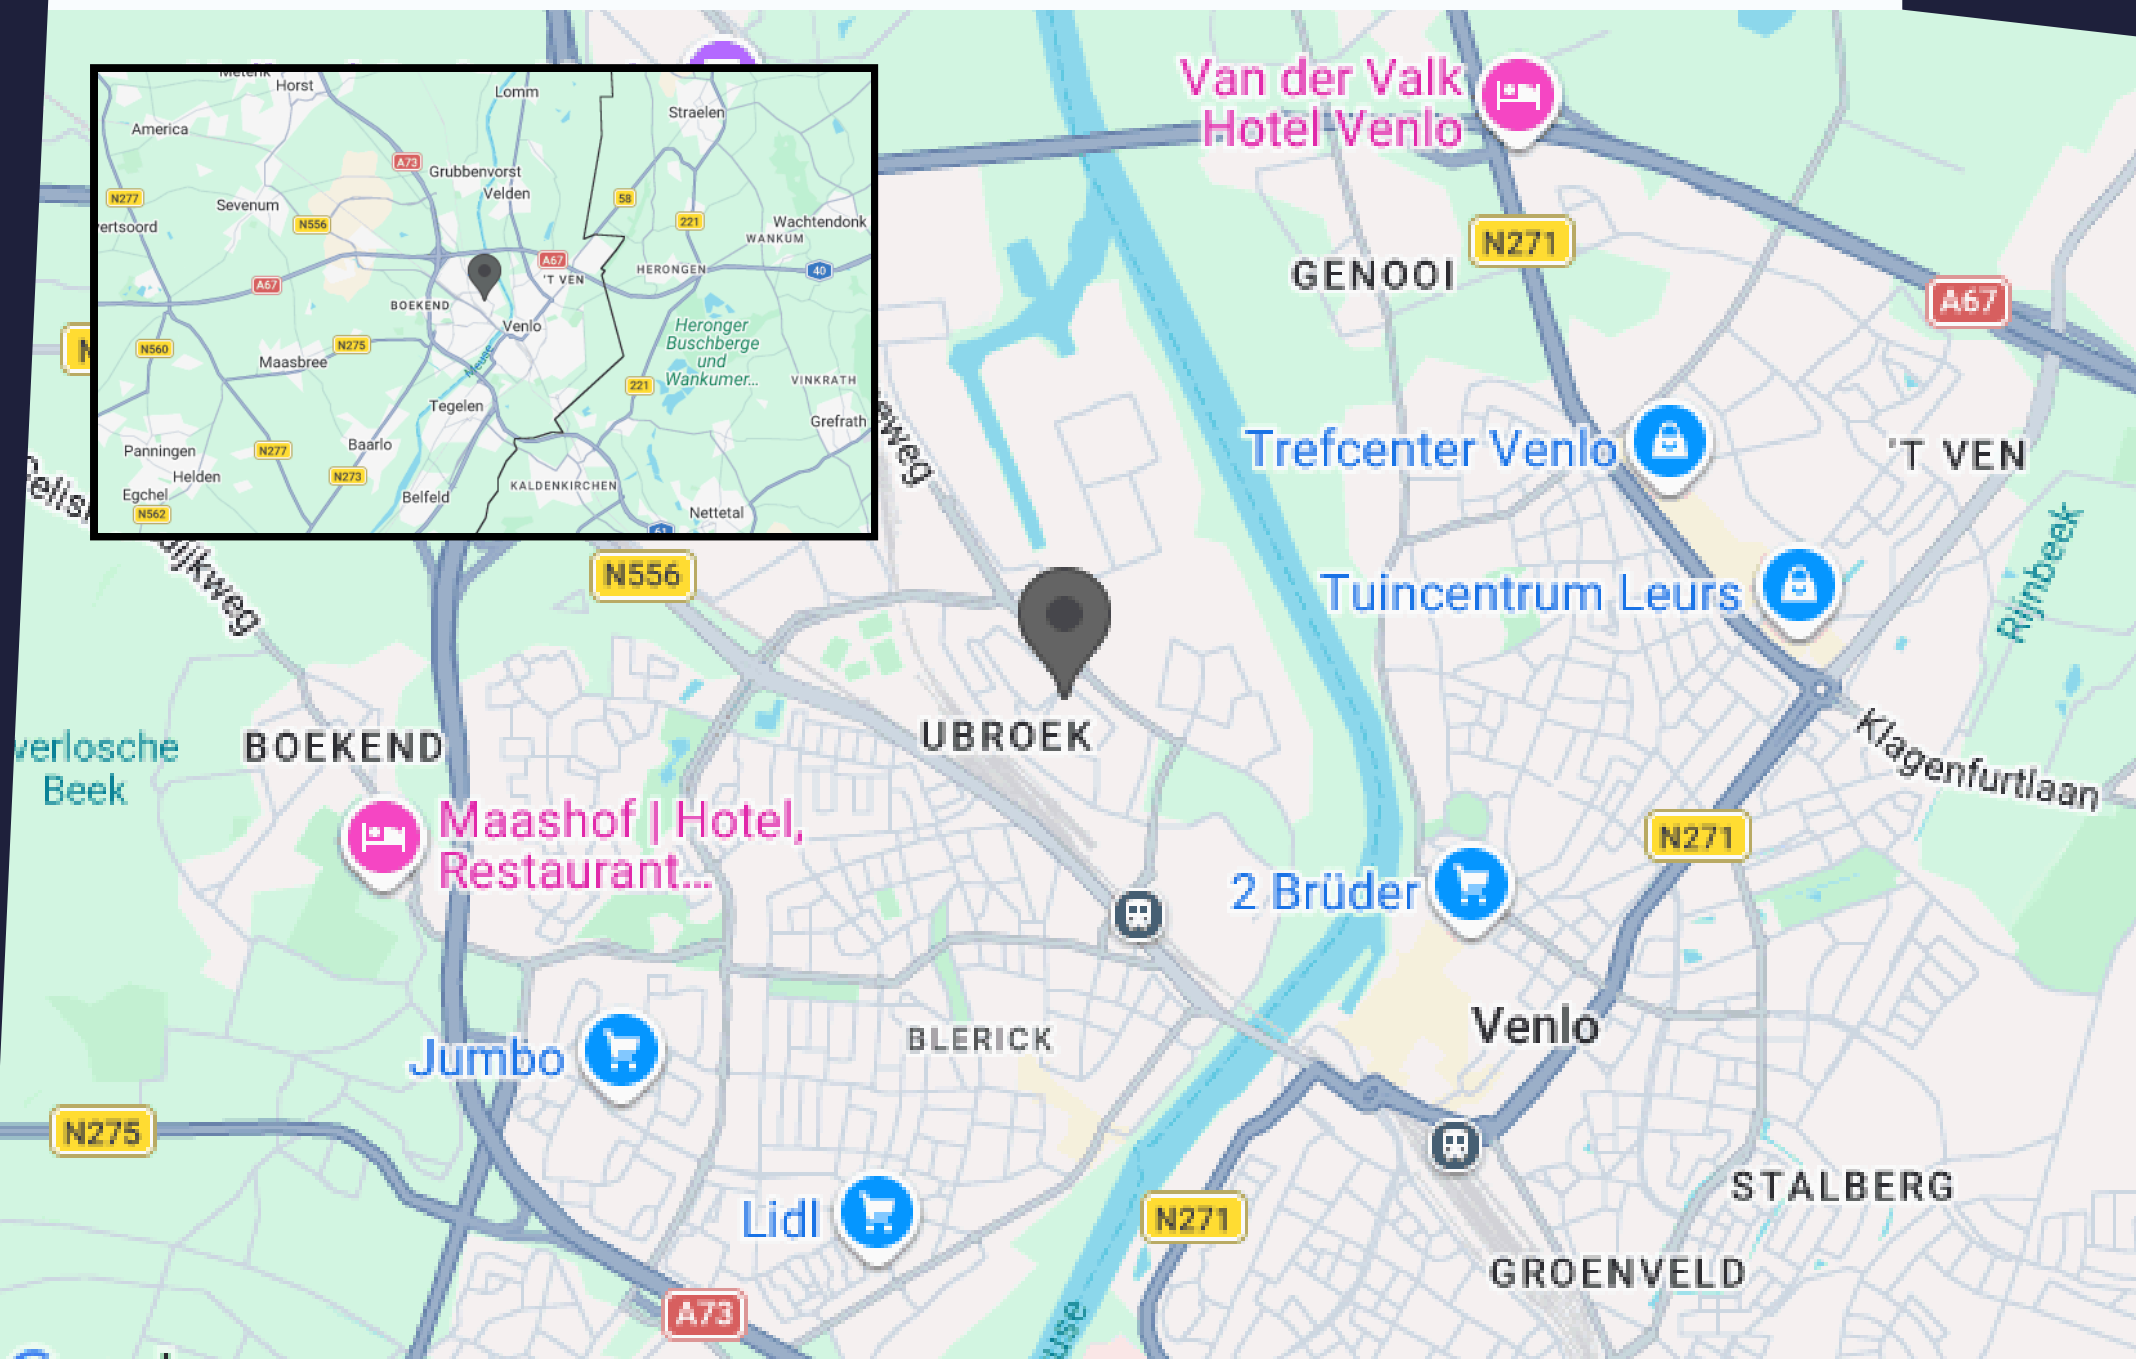 Horst
Lomm
America
Straelen
A73
Grubbenvorst
Velden
N277
Sevenum
58
N556
221
Wachtendonk
WANKUM
A67
'T VEN
HERONGEN
40
A67
BOEKEND
Venlo
Heronger
Buschberge
und
Wankumer...
N560
N275
Maasbree
Meuse
221
VINKRATH
Tegelen
Grefrath
Panningen
N277
Baarlo
Helden
N273
KALDENKIRCHEN
Egchel
N562
Belfeld
Nettetal
61
Van der Valk
Hotel Venlo
N271
GENOOI
A67
Trefcenter Venlo
'T VEN
N556
Tuincentrum Leurs
Rijnbeek
UBROEK
BOEKEND
Beek
Klagenfurtlaan
Maashof | Hotel,
Restaurant...
N271
2 Brüder
Venlo
BLERICK
Jumbo
N275
STALBERG
Lidl
N271
GROENVELD
A73